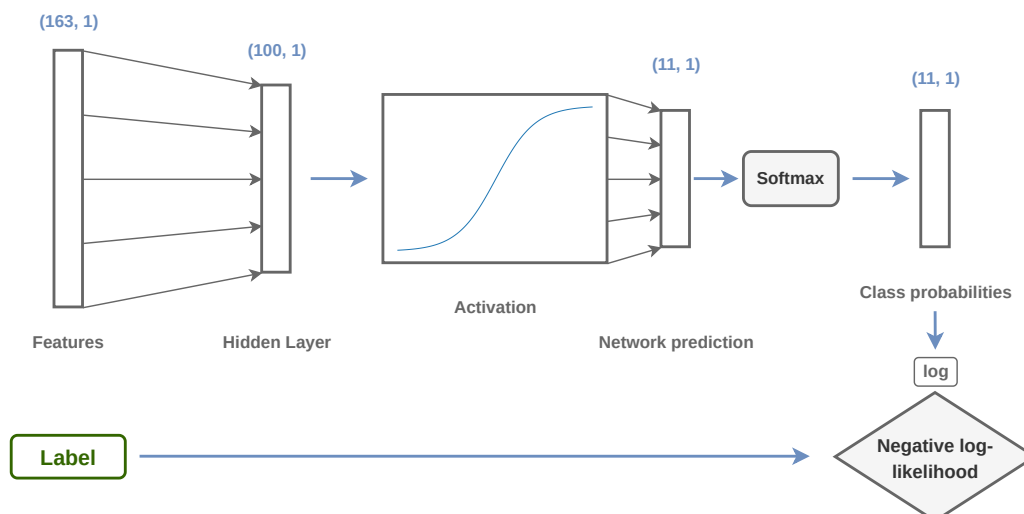 (163, 1)
(100, 1)
(11, 1)
(11, 1)
Softmax
Class probabilities
Activation
Features
Hidden Layer
Network prediction
log
Label
Negative log-
likelihood